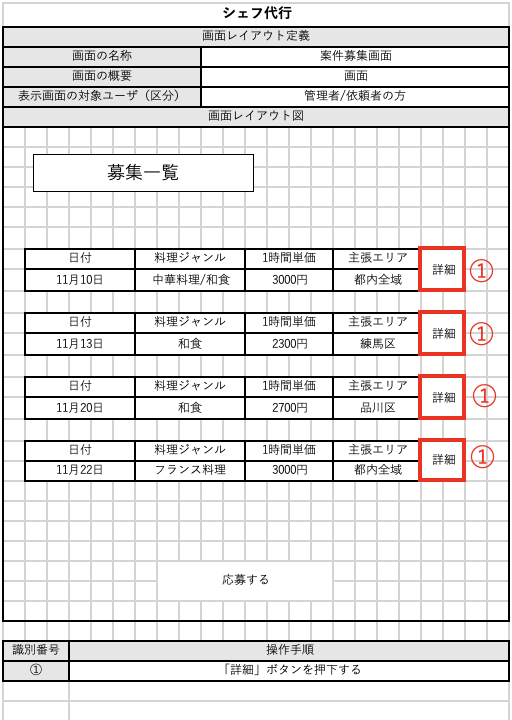 シェフ代行
画面レイアウト定義
画面の名称 案件募集画面
画面の概要 画面
表示画面の対象ユーザ（区分） 管理者/依頼者の方
画面レイアウト図
募集一覧
日付 料理ジャンル 1時間単価 主張エリア 詳細 ①
11月10日 中華料理/和食 3000円 都内全域
日付 料理ジャンル 1時間単価 主張エリア 詳細 ①
11月13日 和食 2300円 練馬区
日付 料理ジャンル 1時間単価 主張エリア 詳細 ①
11月20日 和食 2700円 品川区
日付 料理ジャンル 1時間単価 主張エリア 詳細 ①
11月22日 フランス料理 3000円 都内全域
応募する
識別番号 操作手順
① 「詳細」ボタンを押下する